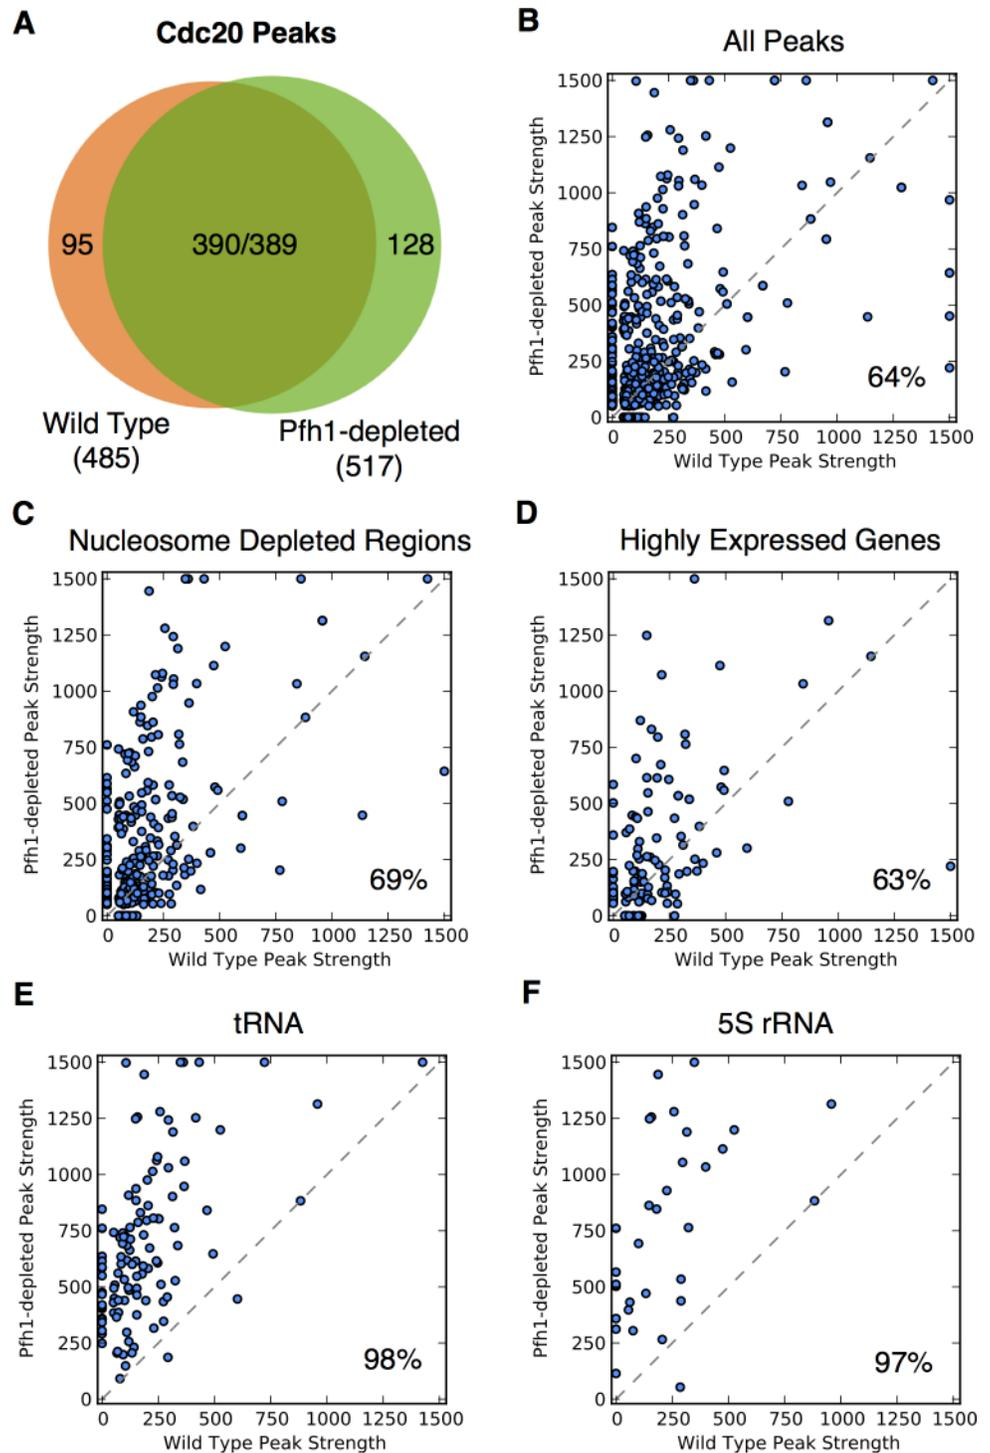 A
Cdc20 Peaks
95
390/389
128
Wild Type
(485)
Pfh1-depleted
(517)
B
All Peaks
Pfh1-depleted Peak Strength
1500
1250
1000
750
500
250
0
64%
0 250 500 750 1000 1250 1500
Wild Type Peak Strength
C
Nucleosome Depleted Regions
Pfh1-depleted Peak Strength
1500
1250
1000
750
500
250
0
69%
0 250 500 750 1000 1250 1500
Wild Type Peak Strength
D
Highly Expressed Genes
Pfh1-depleted Peak Strength
1500
1250
1000
750
500
250
0
63%
0 250 500 750 1000 1250 1500
Wild Type Peak Strength
E
tRNA
Pfh1-depleted Peak Strength
1500
1250
1000
750
500
250
0
98%
0 250 500 750 1000 1250 1500
Wild Type Peak Strength
F
5S rRNA
Pfh1-depleted Peak Strength
1500
1250
1000
750
500
250
0
97%
0 250 500 750 1000 1250 1500
Wild Type Peak Strength